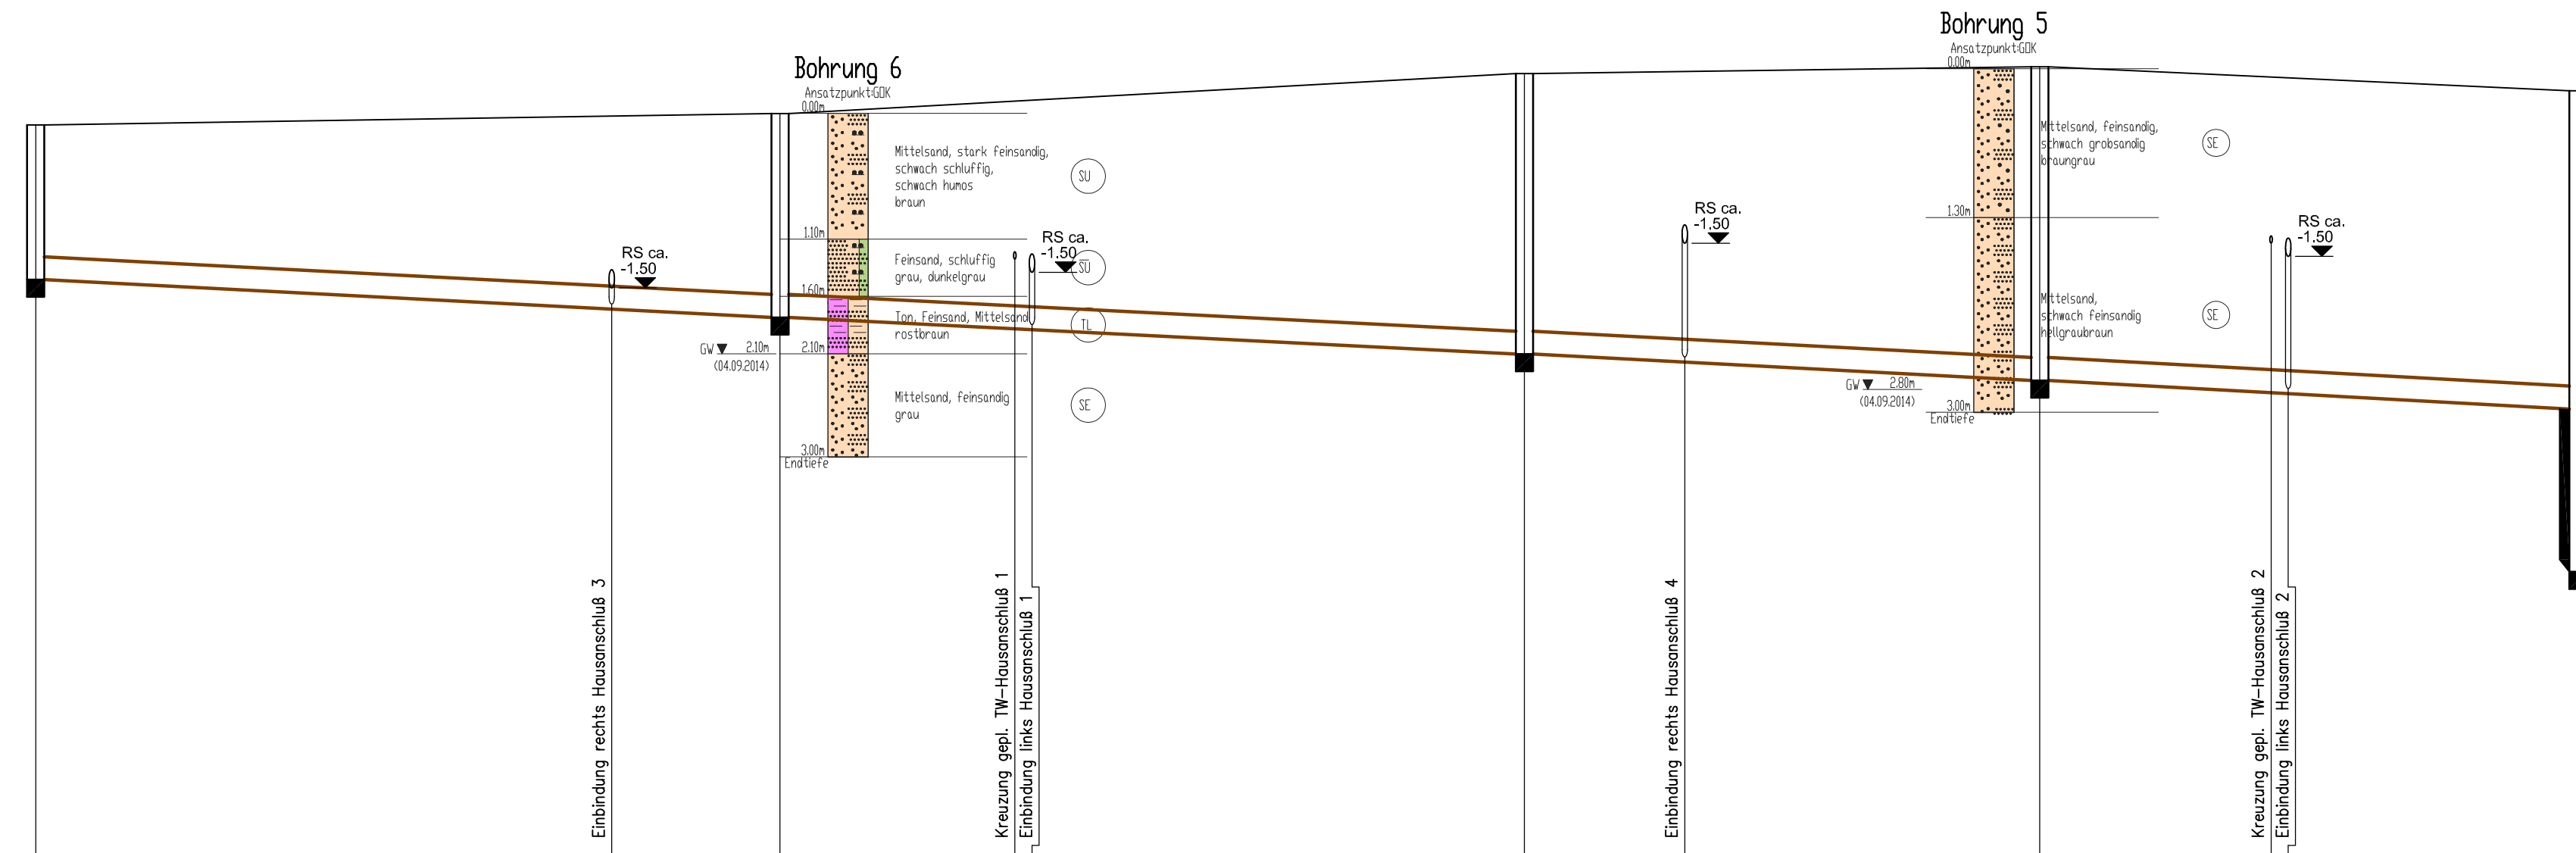 Bohrung 6
Ansatzpunkt:G□K
0.00m
Mittelsand, stark feinsandig,
schwach schluffig,
schwach humos
braun
SU
1.10m
Feinsand, schluffig
grau, dunkelgrau
SU̅
1.60m
Ton, Feinsand, Mittelsand
rostbraun
TL
GW 2.10m
(04.09.2014)
2.10m
Mittelsand, feinsandig
grau
SE
3.00m
Endtiefe
RS ca.
-1.50
RS ca.
-1.50
Bohrung 5
Ansatzpunkt:G□K
0.00m
Mittelsand, feinsandig,
schwach grobsandig
braungrau
SE
1.30m
Mittelsand,
schwach feinsandig
hellgraubraun
SE
GW 2.80m
(04.09.2014)
3.00m
Endtiefe
RS ca.
-1.50
RS ca.
-1.50
Einbindung rechts Hausanschluß 3
Kreuzung gepl. TW-Hausanschluß 1
Einbindung links Hausanschluß 1
Einbindung rechts Hausanschluß 4
Kreuzung gepl. TW-Hausanschluß 2
Einbindung links Hausanschluß 2